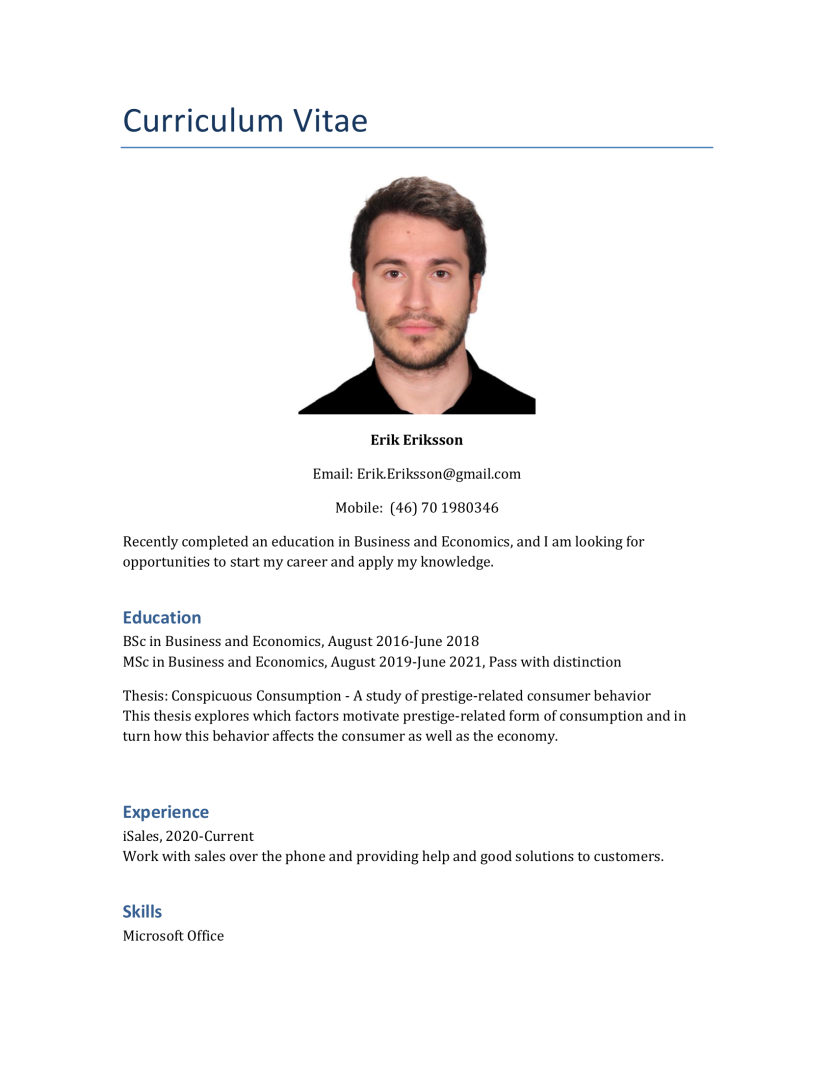 Curriculum Vitae
Erik Eriksson
Email: Erik.Eriksson@gmail.com
Mobile:  (46) 70 1980346
Recently completed an education in Business and Economics, and I am looking for
opportunities to start my career and apply my knowledge.
Education
BSc in Business and Economics, August 2016-June 2018
MSc in Business and Economics, August 2019-June 2021, Pass with distinction
Thesis: Conspicuous Consumption - A study of prestige-related consumer behavior
This thesis explores which factors motivate prestige-related form of consumption and in
turn how this behavior affects the consumer as well as the economy.
Experience
iSales, 2020-Current
Work with sales over the phone and providing help and good solutions to customers.
Skills
Microsoft Office